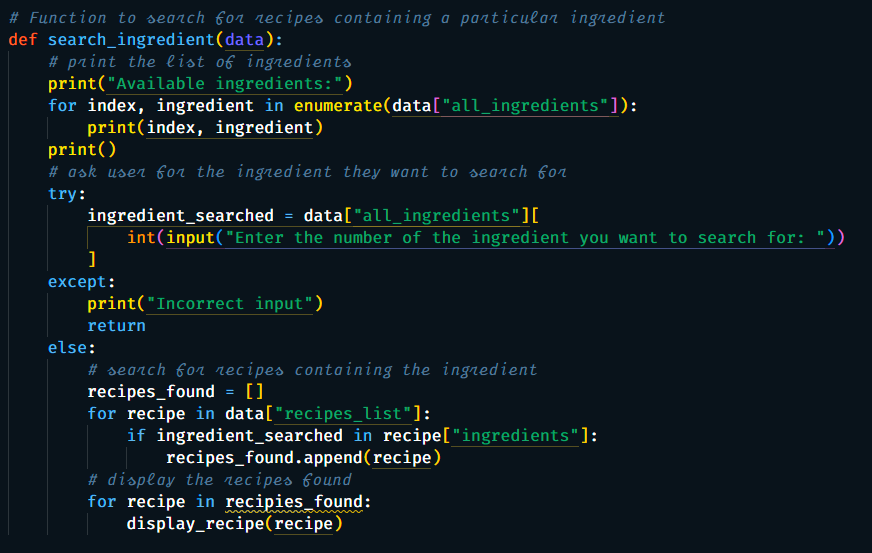 # Function to search for recipes containing a particular ingredient
def search_ingredient(data):
    # print the list of ingredients
    print("Available ingredients:")
    for index, ingredient in enumerate(data["all_ingredients"]):
        print(index, ingredient)
    print()
    # ask user for the ingredient they want to search for
    try:
        ingredient_searched = data["all_ingredients"][
            int(input("Enter the number of the ingredient you want to search for: "))
        ]
    except:
        print("Incorrect input")
        return
    else:
        # search for recipes containing the ingredient
        recipes_found = []
        for recipe in data["recipes_list"]:
            if ingredient_searched in recipe["ingredients"]:
                recipes_found.append(recipe)
        # display the recipes found
        for recipe in recipies_found:
            display_recipe(recipe)